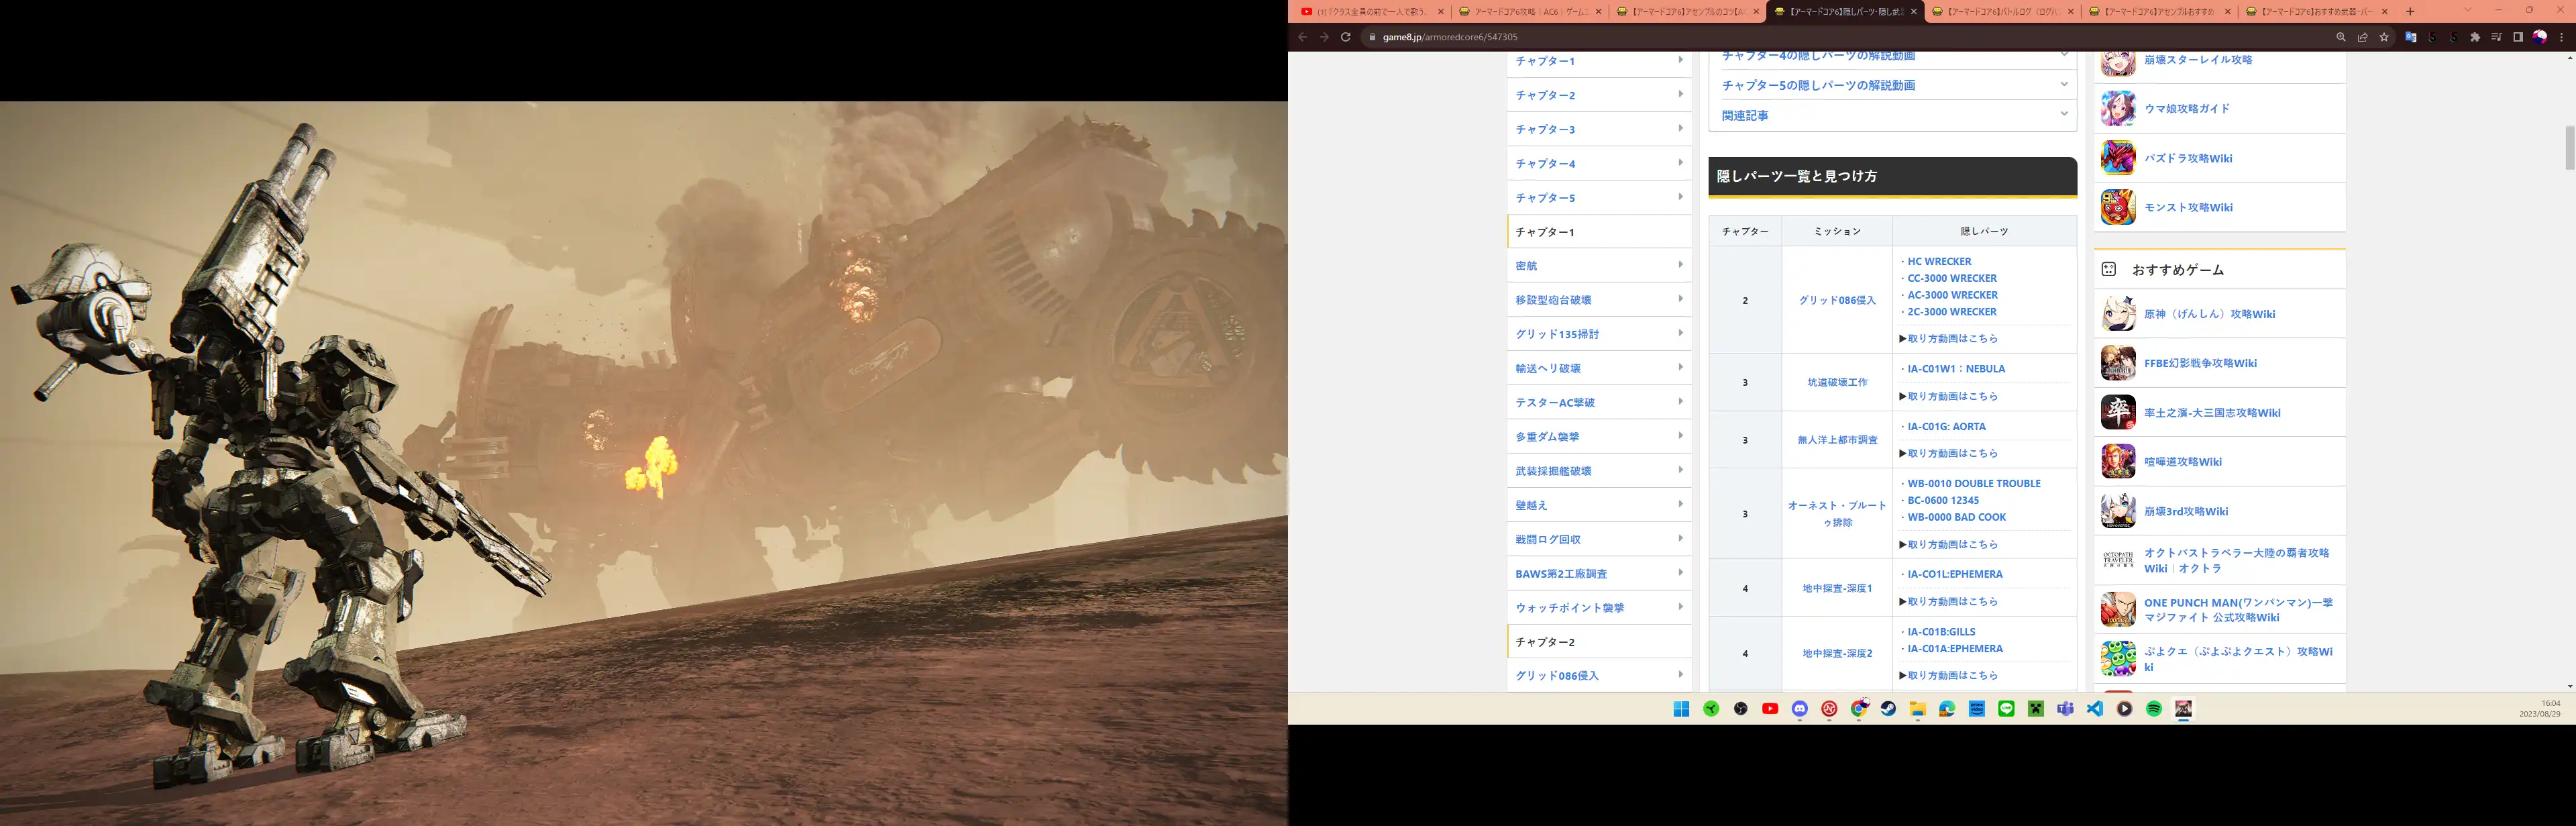 (1)「クラス全員の前で一人で歌う.
アーマードコア6攻略｜AC6｜ゲーム
【アーマードコア6】アセンブルのコツ【AC
【アーマードコア6】隠しパーツ・隠し武
【アーマードコア6】バトルログ（ログハン
【アーマードコア6】アセンブルおすすめ
【アーマードコア6】おすすめ武器・パー
game8.jp/armoredcore6/547305
チャプター1
チャプター2
チャプター3
チャプター4
チャプター5
チャプター1
密航
移設型砲台破壊
グリッド135掃討
輸送ヘリ破壊
テスターAC撃破
多重ダム襲撃
武装採掘艦破壊
壁越え
戦闘ログ回収
BAWS第2工廠調査
ウォッチポイント襲撃
チャプター2
グリッド086侵入
チャプター4の隠しパーツの解説動画
チャプター5の隠しパーツの解説動画
関連記事
隠しパーツ一覧と見つけ方
チャプター ミッション 隠しパーツ
2 グリッド086侵入
・HC WRECKER
・CC-3000 WRECKER
・AC-3000 WRECKER
・2C-3000 WRECKER
▶取り方動画はこちら
3 坑道破壊工作
・IA-C01W1：NEBULA
▶取り方動画はこちら
3 無人洋上都市調査
・IA-C01G: AORTA
▶取り方動画はこちら
3 オーネスト・ブルート
ゥ排除
・WB-0010 DOUBLE TROUBLE
・BC-0600 12345
・WB-0000 BAD COOK
▶取り方動画はこちら
4 地中探査-深度1
・IA-CO1L:EPHEMERA
▶取り方動画はこちら
4 地中探査-深度2
・IA-C01B:GILLS
・IA-C01A:EPHEMERA
▶取り方動画はこちら
崩壊スターレイル攻略
ウマ娘攻略ガイド
パズドラ攻略Wiki
モンスト攻略Wiki
おすすめゲーム
原神（げんしん）攻略Wiki
FFBE幻影戦争攻略Wiki
率土之濱-大三国志攻略Wiki
喧嘩道攻略Wiki
崩壊3rd攻略Wiki
OCTOPATH
TRAVELER
オクトパストラベラー大陸の覇者攻略
Wiki｜オクトラ
ONE PUNCH MAN(ワンパンマン)一撃
マジファイト 公式攻略Wiki
ぷよクエ（ぷよぷよクエスト）攻略Wi
ki
16:04
2023/08/29